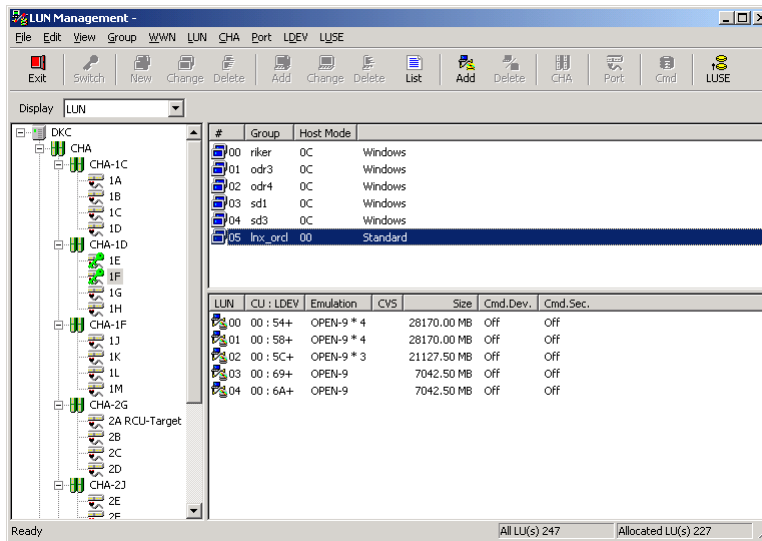 LUN Management -
File Edit View Group WWN LUN CHA Port LDEV LUSE
Exit Switch New Change Delete Add Change Delete List Add Delete CHA Port Cmd LUSE
Display LUN
DKC
CHA
CHA-1C
1A
1B
1C
1D
CHA-1D
1E
1F
1G
1H
CHA-1F
1J
1K
1L
1M
CHA-2G
2A RCU-Target
2B
2C
2D
CHA-2J
2E
2F
# Group Host Mode
00 riker 0C Windows
01 odr3 0C Windows
02 odr4 0C Windows
03 sd1 0C Windows
04 sd3 0C Windows
05 lnx_orcl 00 Standard
LUN CU : LDEV Emulation CVS Size Cmd.Dev. Cmd.Sec.
00 00 : 54+ OPEN-9 * 4 28170.00 MB Off Off
01 00 : 58+ OPEN-9 * 4 28170.00 MB Off Off
02 00 : 5C+ OPEN-9 * 3 21127.50 MB Off Off
03 00 : 69+ OPEN-9 7042.50 MB Off Off
04 00 : 6A+ OPEN-9 7042.50 MB Off Off
Ready All LU(s) 247 Allocated LU(s) 227